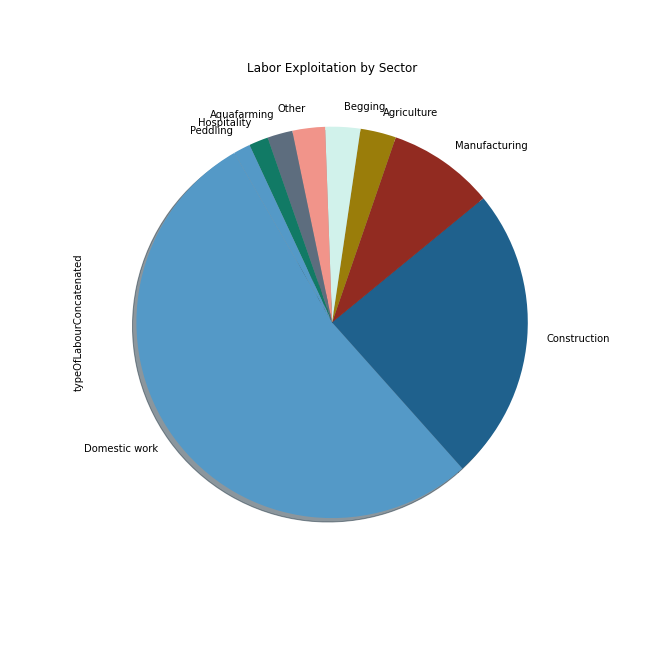 Labor Exploitation by Sector
Begging
Other
Agriculture
Aquafarming
Hospitality
Peddling
Manufacturing
typeOfLabourConcatenated
Construction
Domestic work